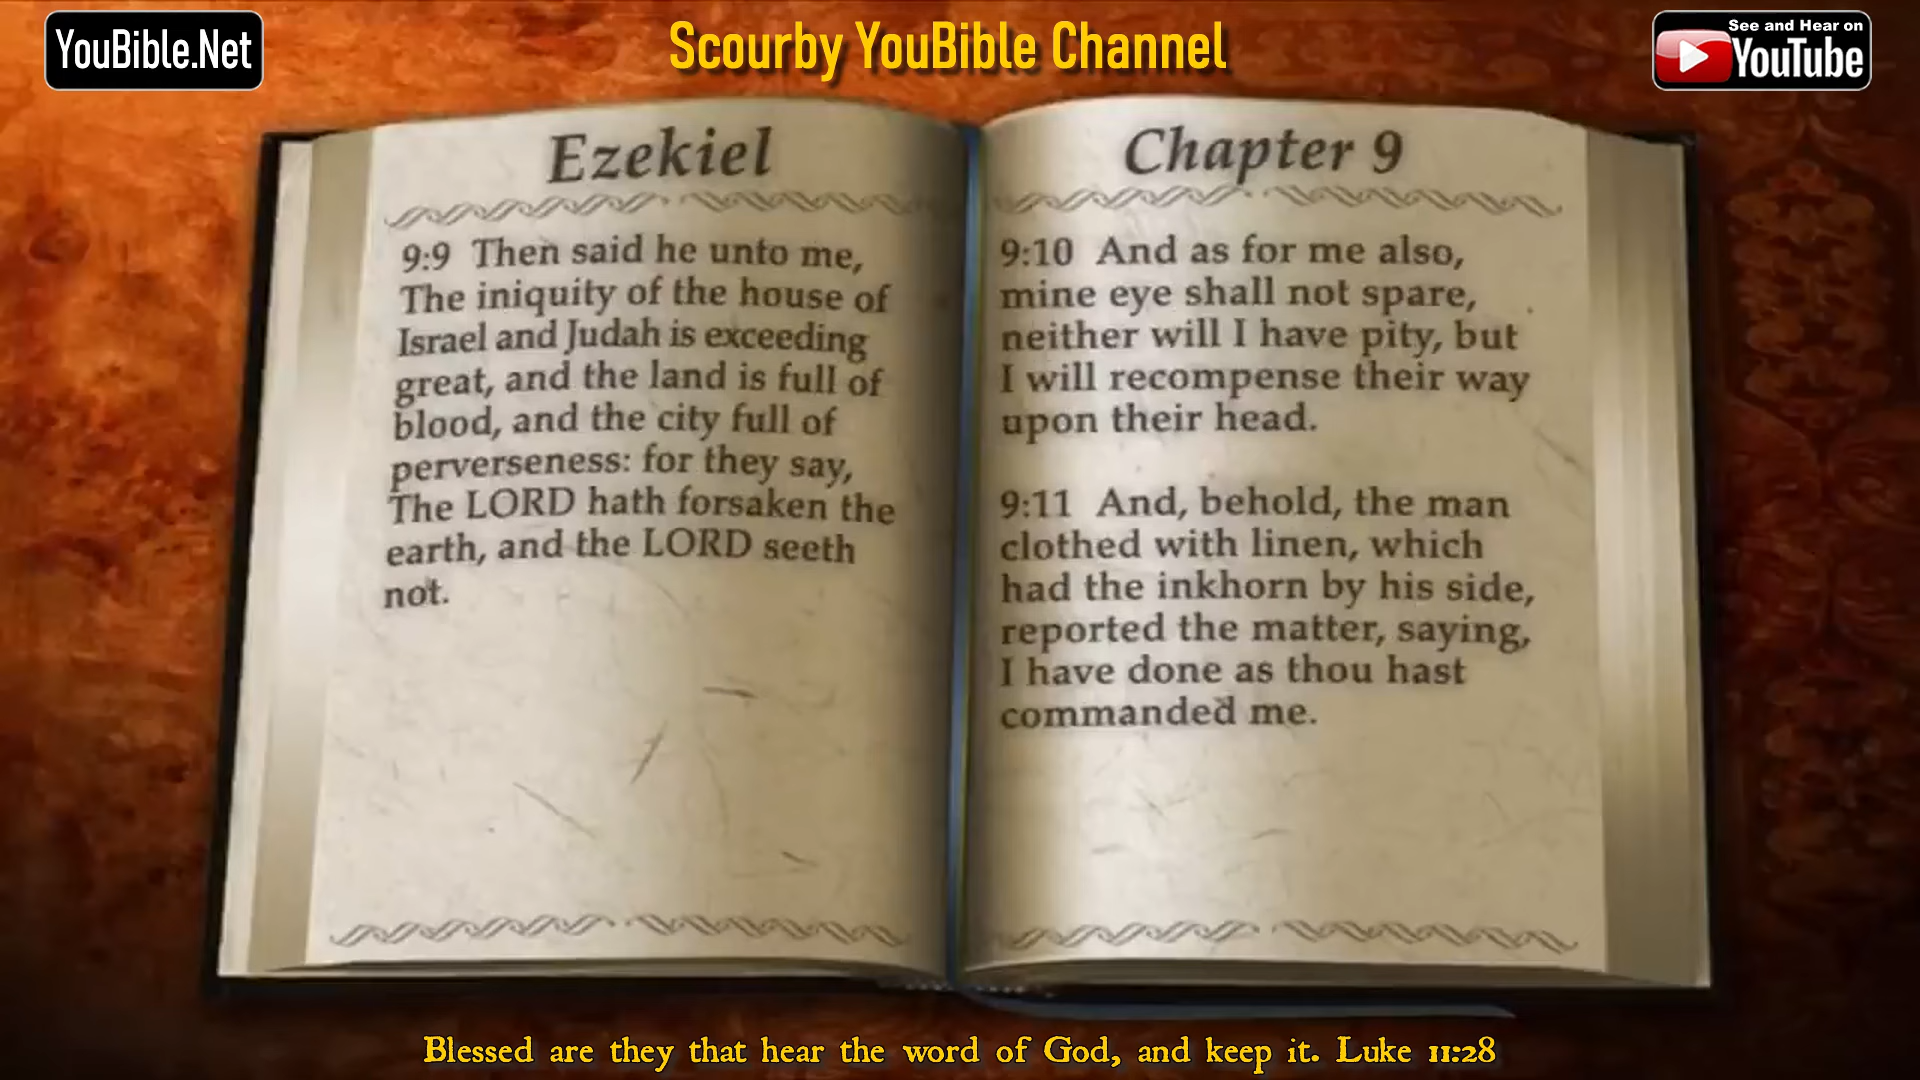 YouBible.Net
Scourby YouBible Channel
See and Hear on
YouTube
Ezekiel
9:9 Then said he unto me,
The iniquity of the house of
Israel and Judah is exceeding
great, and the land is full of
blood, and the city full of
perverseness: for they say,
The LORD hath forsaken the
earth, and the LORD seeth
not.
Chapter 9
9:10 And as for me also,
mine eye shall not spare,
neither will I have pity, but
I will recompense their way
upon their head.
9:11 And, behold, the man
clothed with linen, which
had the inkhorn by his side,
reported the matter, saying,
I have done as thou hast
commanded me.
Blessed are they that hear the word of God, and keep it. Luke 11:28